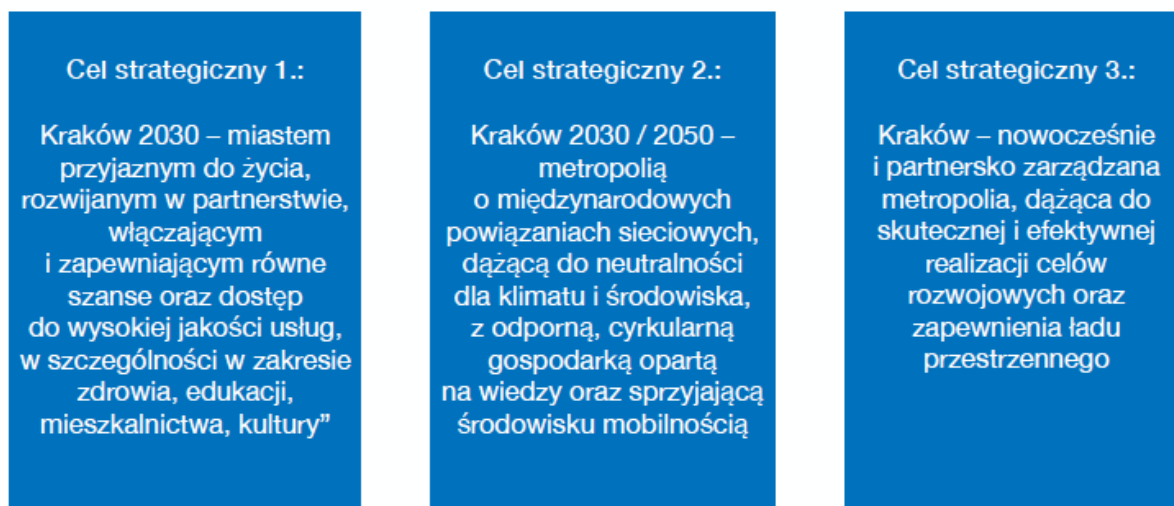 Cel strategiczny 1.:
Kraków 2030 – miastem
przyjaznym do życia,
rozwijanym w partnerstwie,
włączającym
i zapewniającym równe
szanse oraz dostęp
do wysokiej jakości usług,
w szczególności w zakresie
zdrowia, edukacji,
mieszkalnictwa, kultury”
Cel strategiczny 2.:
Kraków 2030 / 2050 –
metropolią
o międzynarodowych
powiązaniach sieciowych,
dążącą do neutralności
dla klimatu i środowiska,
z odporną, cyrkularną
gospodarką opartą
na wiedzy oraz sprzyjającą
środowisku mobilnością
Cel strategiczny 3.:
Kraków – nowocześnie
i partnersko zarządzana
metropolia, dążąca do
skutecznej i efektywnej
realizacji celów
rozwojowych oraz
zapewnienia ładu
przestrzennego